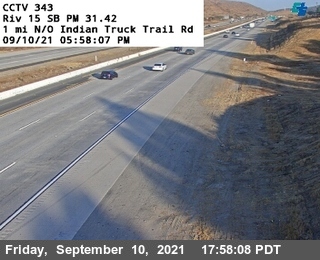 CCTV 343
Riv 15 SB PM 31.42
1 mi N/O Indian Truck Trail Rd
09/10/21 05:58:07 PM
Friday, September 10, 2021 17:58:08 PDT